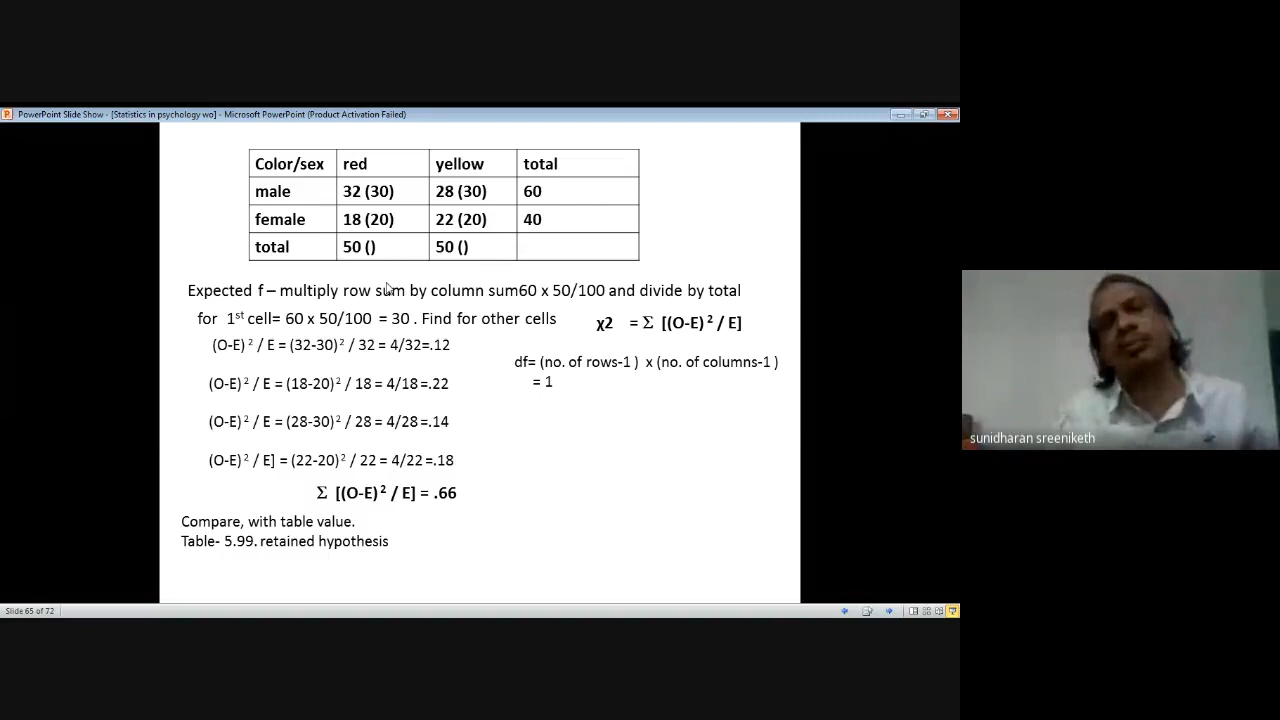 PowerPoint Slide Show - [Statistics in psychology wo] - Microsoft PowerPoint (Product Activation Failed)
Color/sex red yellow total
male 32 (30) 28 (30) 60
female 18 (20) 22 (20) 40
total 50 () 50 ()
Expected f – multiply row sum by column sum60 x 50/100 and divide by total
for 1st cell= 60 x 50/100 = 30 . Find for other cells
χ2 = Σ [(O-E) 2 / E]
(O-E) 2 / E = (32-30)2 / 32 = 4/32=.12
df= (no. of rows-1 ) x (no. of columns-1 )
= 1
(O-E) 2 / E = (18-20)2 / 18 = 4/18=.22
(O-E) 2 / E = (28-30)2 / 28 = 4/28=.14
(O-E) 2 / E] = (22-20)2 / 22 = 4/22 =.18
Σ [(O-E) 2 / E] = .66
Compare, with table value.
Table- 5.99. retained hypothesis
Slide 65 of 72
sunidharan sreeniketh